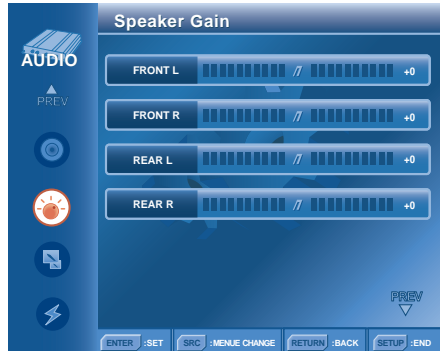 Speaker Gain
AUDIO
PREV
FRONT L +0
FRONT R +0
REAR L +0
REAR R +0
PREV
ENTER :SET SRC :MENUE CHANGE RETURN :BACK SETUP :END